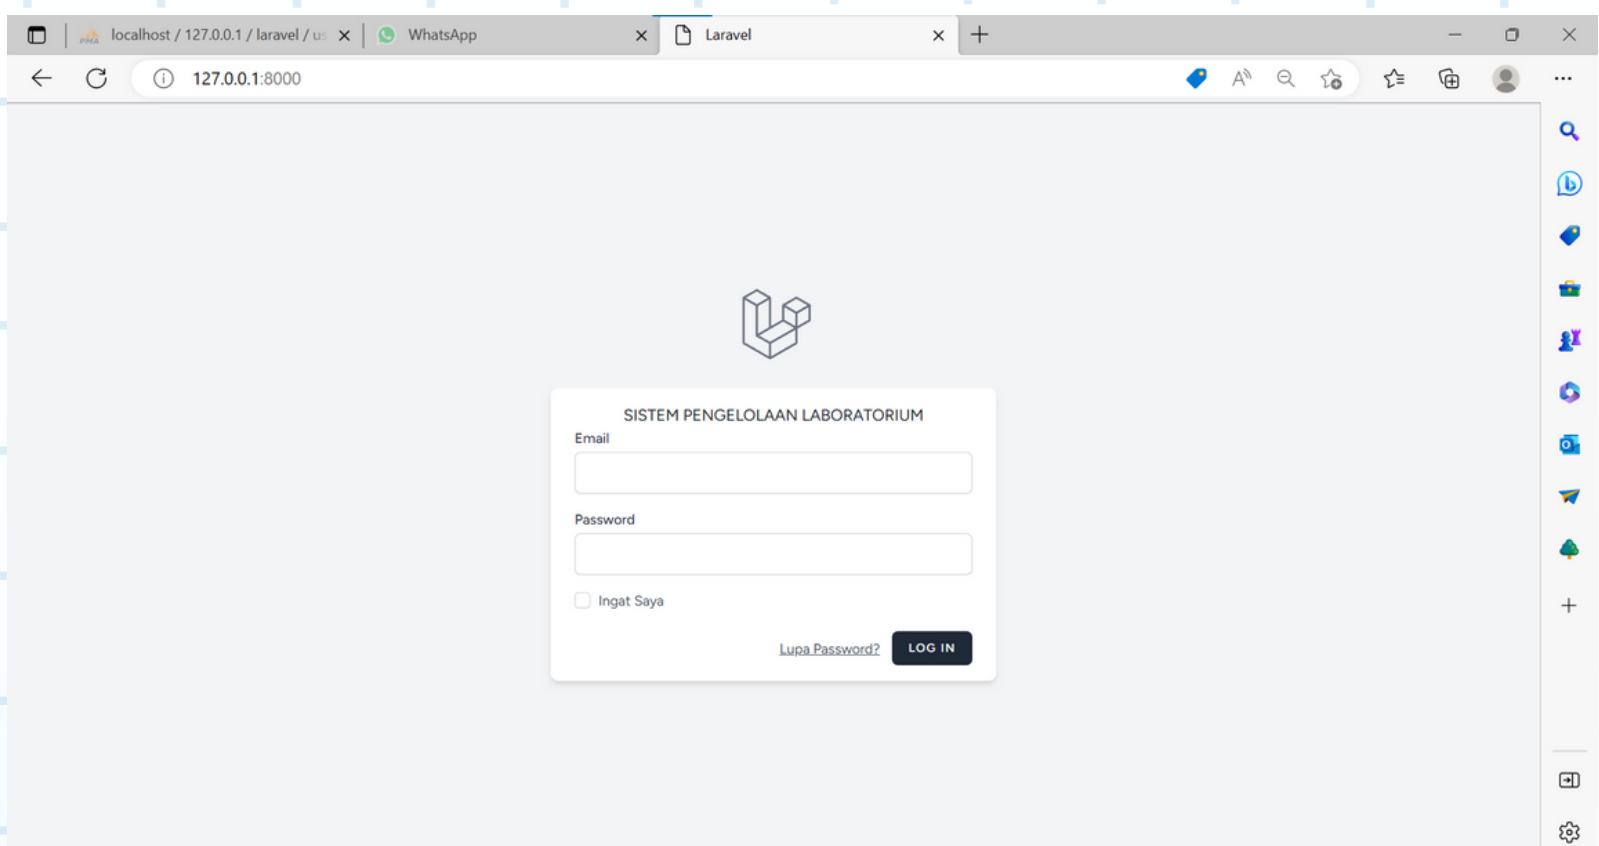 localhost / 127.0.0.1 / laravel / us
WhatsApp
Laravel
127.0.0.1:8000
SISTEM PENGELOLAAN LABORATORIUM
Email
Password
Ingat Saya
Lupa Password? LOG IN